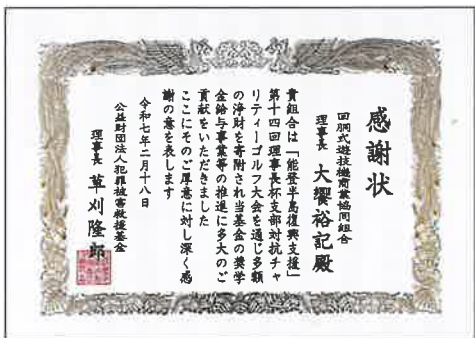 感謝状
回胴式遊技機商業協同組合
理事長 大饗裕記殿
貴組合は「能登半島復興支援」
第十四回理事長杯支部対抗チャ
リティーゴルフ大会を通じ多額
の浄財を寄附され当基金の奨学
金給与事業等の推進に多大のご
貢献をいただきました
ここにそのご厚意に対し深く感
謝の意を表します
令和七年二月十八日
公益財団法人犯罪被害救援基金
理事長 草刈隆郎